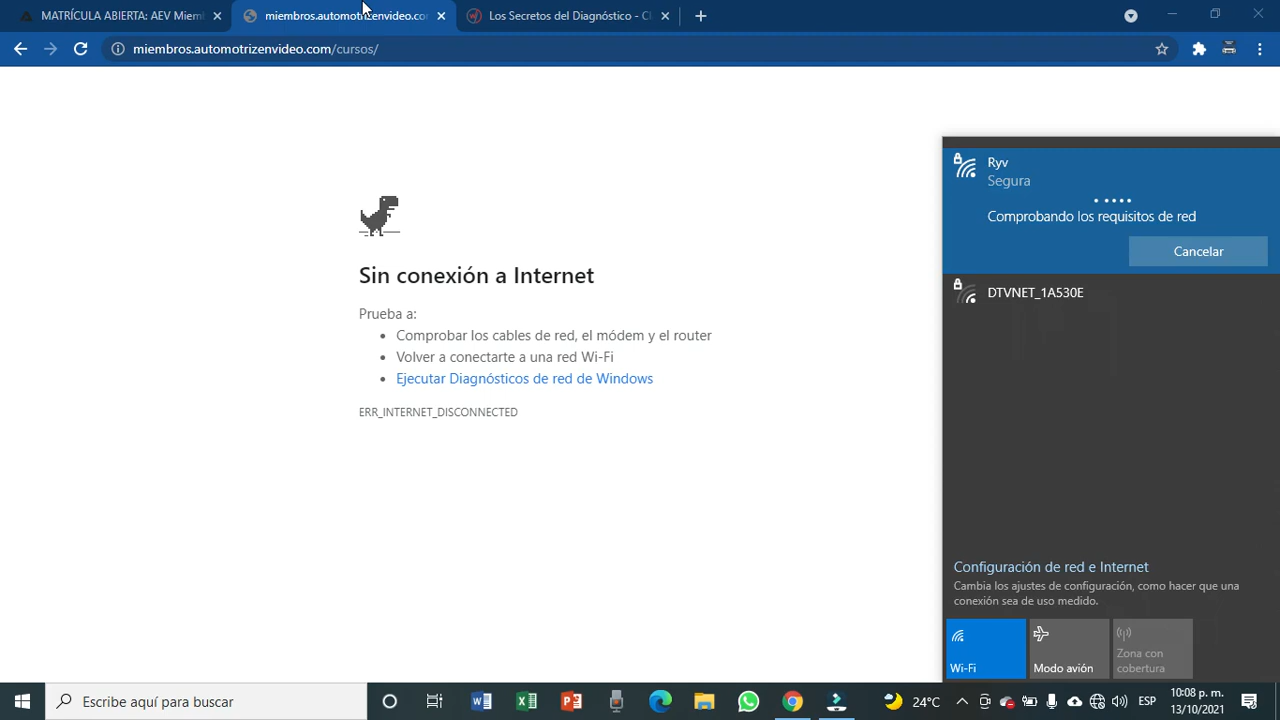 MATRÍCULA ABIERTA: AEV Miemb
miembros.automotrizenvideo.co
Los Secretos del Diagnóstico - Cl
miembros.automotrizenvideo.com/cursos/
Sin conexión a Internet
Prueba a:
• Comprobar los cables de red, el módem y el router
• Volver a conectarte a una red Wi-Fi
• Ejecutar Diagnósticos de red de Windows
ERR_INTERNET_DISCONNECTED
Ryv
Segura
Comprobando los requisitos de red
Cancelar
DTVNET_1A530E
Configuración de red e Internet
Cambia los ajustes de configuración, como hacer que una
conexión sea de uso medido.
Wi-Fi
Modo avión
Zona con
cobertura
Escribe aquí para buscar
24°C
ESP
10:08 p. m.
13/10/2021